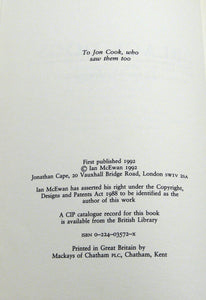 To Jon Cook, who
saw them too
First published 1992
© Ian McEwan 1992
Jonathan Cape, 20 Vauxhall Bridge Road, London SW1V 2SA
Ian McEwan has asserted his right under the Copyright,
Designs and Patents Act 1988 to be identified as the
author of this work
A CIP catalogue record for this book
is available from the British Library
ISBN 0-224-03572-X
Printed in Great Britain by
Mackays of Chatham PLC, Chatham, Kent